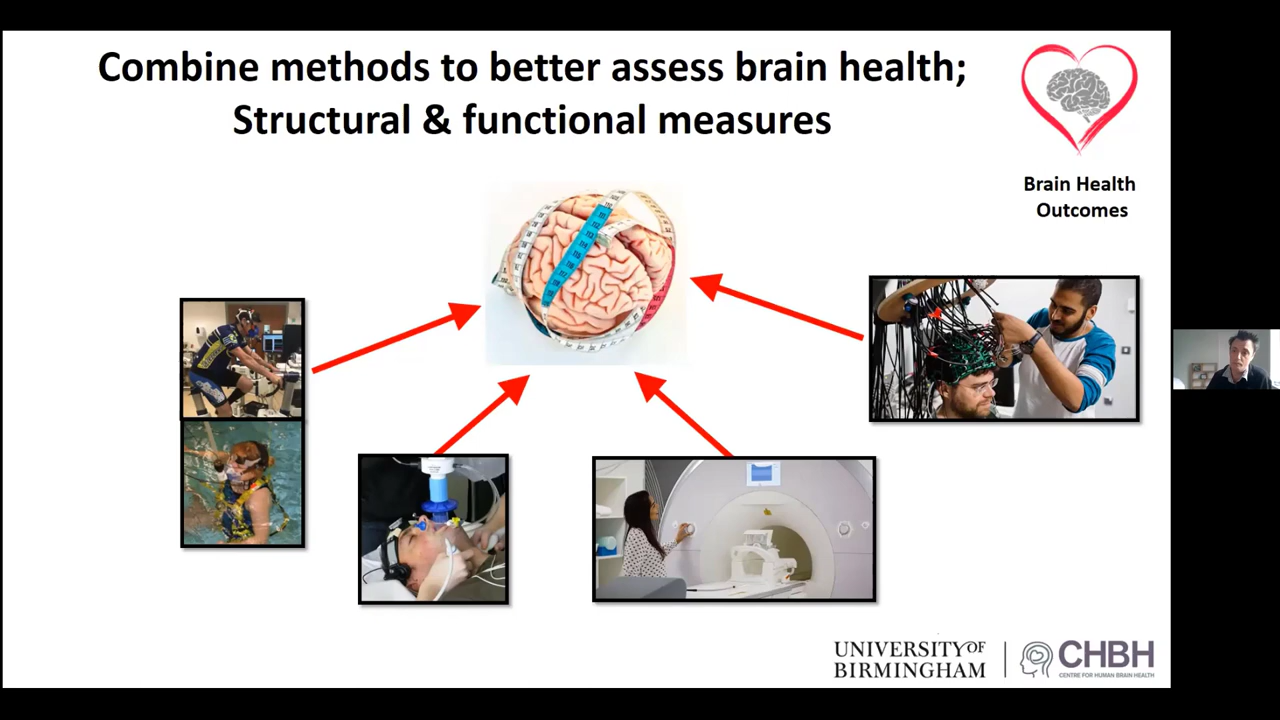 Combine methods to better assess brain health;
Structural & functional measures
Brain Health
Outcomes
UNIVERSITY OF
BIRMINGHAM
CHBH
CENTRE FOR HUMAN BRAIN HEALTH